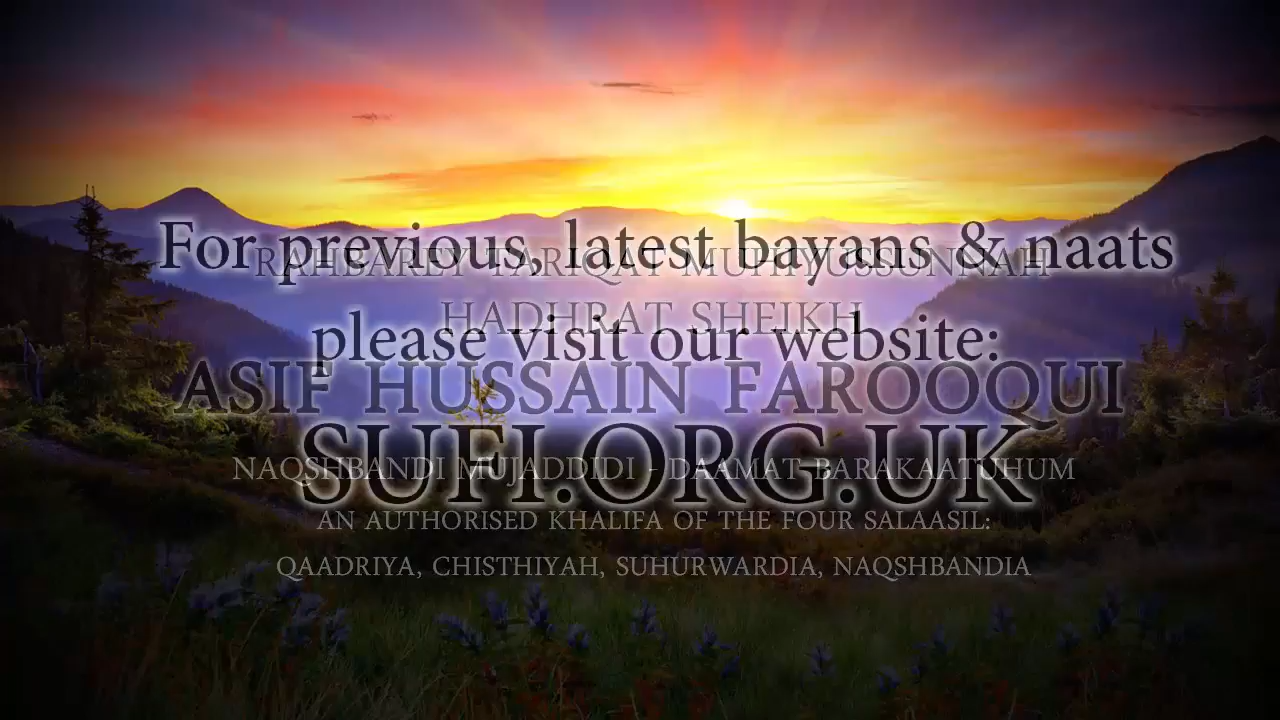 For previous, latest bayans & naats
RAHBAREY TARIQAT MUHIYUSSUNNAH
HADHRAT SHEIKH
please visit our website:
ASIF HUSSAIN FAROOQUI
SUFI.ORG.UK
NAQSHBANDI MUJADDIDI - DAAMAT BARAKAATUHUM
AN AUTHORISED KHALIFA OF THE FOUR SALAASIL:
QAADRIYA, CHISTHIYAH, SUHURWARDIA, NAQSHBANDIA